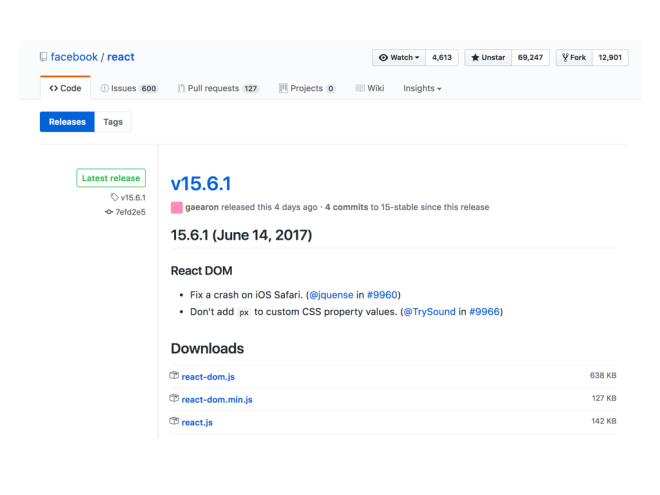 facebook / react
Watch 4,613 Unstar 69,247 Fork 12,901
<> Code Issues 600 Pull requests 127 Projects 0 Wiki Insights
Releases Tags
Latest release
v15.6.1
7efd2e5
v15.6.1
gaearon released this 4 days ago · 4 commits to 15-stable since this release
15.6.1 (June 14, 2017)
React DOM
• Fix a crash on iOS Safari. (@jquense in #9960)
• Don't add px to custom CSS property values. (@TrySound in #9966)
Downloads
react-dom.js 638 KB
react-dom.min.js 127 KB
react.js 142 KB